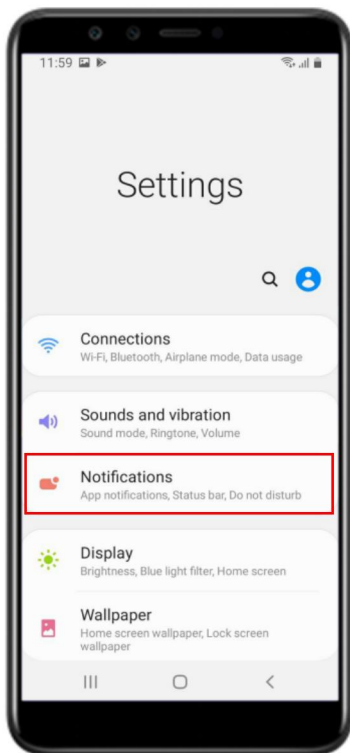 11:59
Settings
Connections
Wi-Fi, Bluetooth, Airplane mode, Data usage
Sounds and vibration
Sound mode, Ringtone, Volume
Notifications
App notifications, Status bar, Do not disturb
Display
Brightness, Blue light filter, Home screen
Wallpaper
Home screen wallpaper, Lock screen
wallpaper